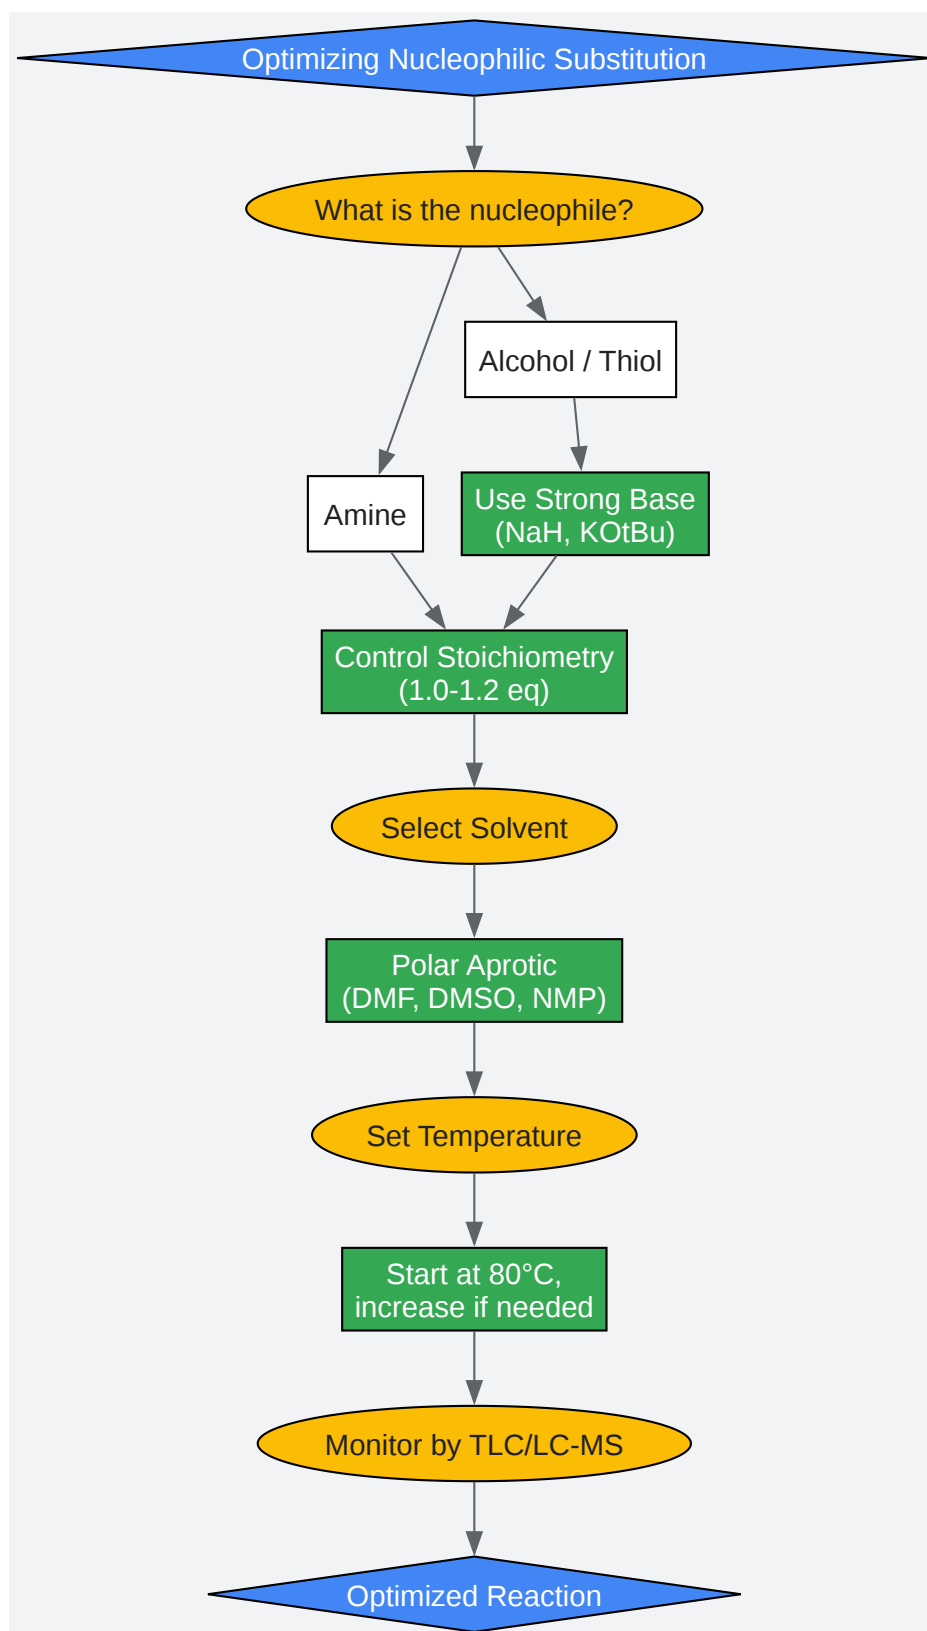 Optimizing Nucleophilic Substitution
What is the nucleophile?
Alcohol / Thiol
Amine
Use Strong Base
(NaH, KOtBu)
Control Stoichiometry
(1.0-1.2 eq)
Select Solvent
Polar Aprotic
(DMF, DMSO, NMP)
Set Temperature
Start at 80°C,
increase if needed
Monitor by TLC/LC-MS
Optimized Reaction